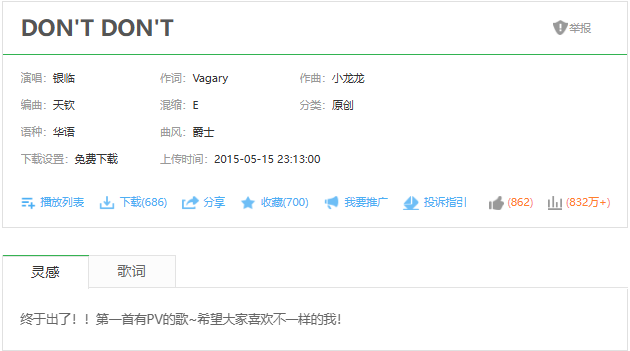 DON'T DON'T 举报
演唱：银临 作词：Vagary 作曲：小龙龙
编曲：天钦 混缩：E 分类：原创
语种：华语 曲风：爵士
下载设置：免费下载 上传时间：2015-05-15 23:13:00
播放列表 下载(686) 分享 收藏(700) 我要推广 投诉指引 (862) (832万+)
灵感 歌词
终于出了！！第一首有PV的歌~希望大家喜欢不一样的我！